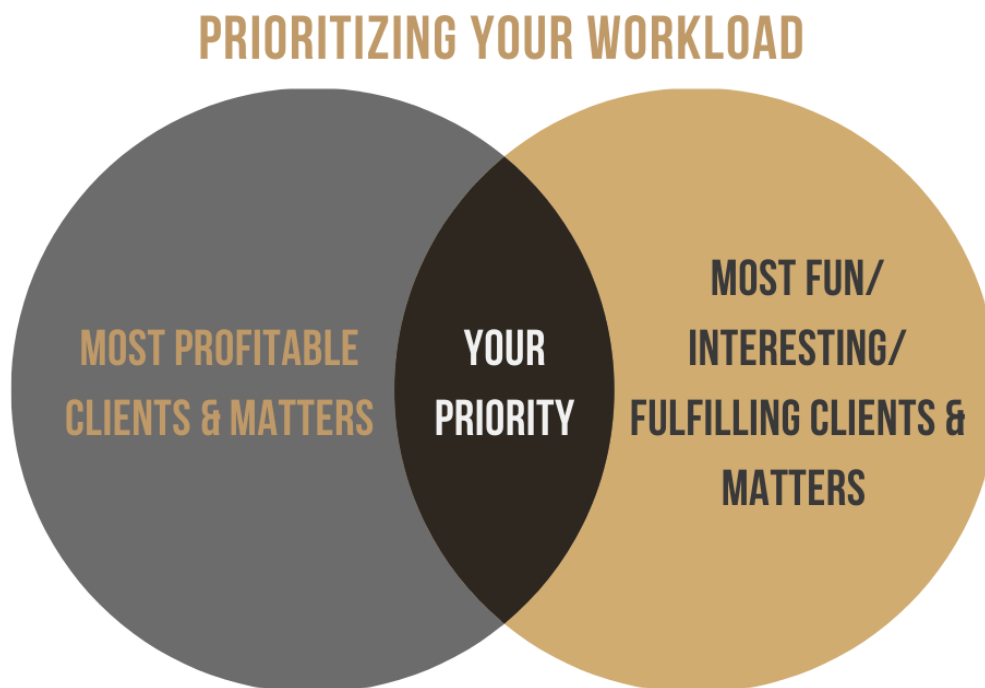 PRIORITIZING YOUR WORKLOAD
MOST PROFITABLE
CLIENTS & MATTERS
YOUR
PRIORITY
MOST FUN/
INTERESTING/
FULFILLING CLIENTS &
MATTERS